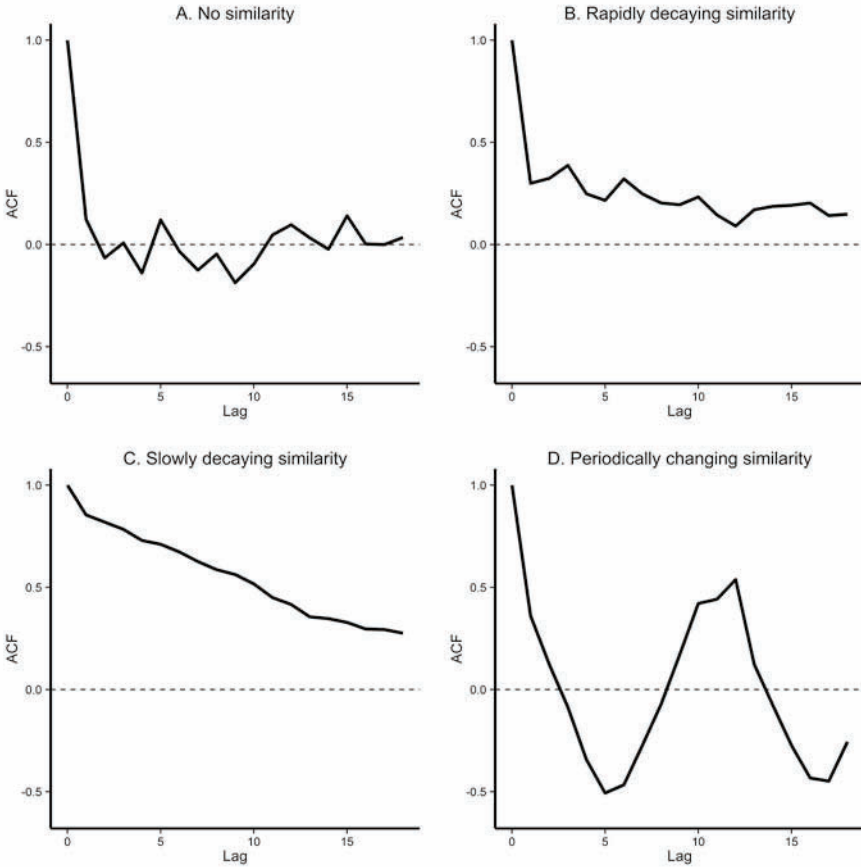 A. No similarity
1.0
0.5
0.0
-0.5
ACF
0
5
10
15
Lag
B. Rapidly decaying similarity
1.0
0.5
0.0
-0.5
ACF
0
5
10
15
Lag
C. Slowly decaying similarity
1.0
0.5
0.0
-0.5
ACF
0
5
10
15
Lag
D. Periodically changing similarity
1.0
0.5
0.0
-0.5
ACF
0
5
10
15
Lag